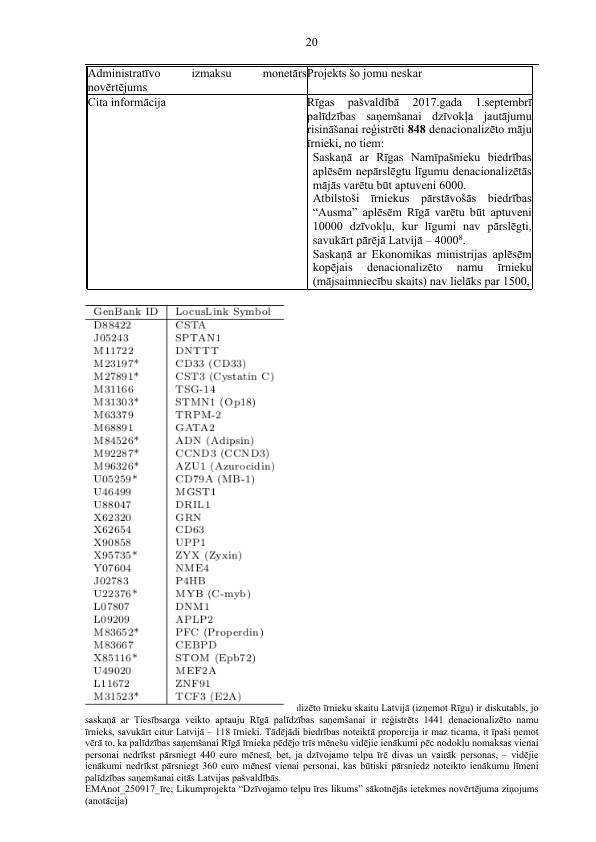 20
Administratīvo izmaksu monetārs
novērtējums
Projekts šo jomu neskar
Cita informācija
Rīgas pašvaldībā 2017.gada 1.septembrī
palīdzības saņemšanai dzīvokļa jautājumu
risināšanai reģistrēti 848 denacionalizēto māju
īrnieki, no tiem:
Saskaņā ar Rīgas Namīpašnieku biedrības
aplēsēm nepārslēgtu līgumu denacionalizētās
mājās varētu būt aptuveni 6000.
Atbilstoši īrniekus pārstāvošās biedrības
“Ausma” aplēsēm Rīgā varētu būt aptuveni
10000 dzīvokļu, kur līgumi nav pārslēgti,
savukārt pārējā Latvijā – 4000⁸.
Saskaņā ar Ekonomikas ministrijas aplēsēm
kopējais denacionalizēto namu īrnieku
(mājsaimniecību skaits) nav lielāks par 1500,
GenBank ID LocusLink Symbol
D88422 CSTA
J05243 SPTAN1
M11722 DNTTT
M23197* CD33 (CD33)
M27891* CST3 (Cystatin C)
M31166 TSG-14
M31303* STMN1 (Op18)
M63379 TRPM-2
M68891 GATA2
M84526* ADN (Adipsin)
M92287* CCND3 (CCND3)
M96326* AZU1 (Azurocidin)
U05259* CD79A (MB-1)
U46499 MGST1
U88047 DRIL1
X62320 GRN
X62654 CD63
X90858 UPP1
X95735* ZYX (Zyxin)
Y07604 NME4
J02783 P4HB
U22376* MYB (C-myb)
L07807 DNM1
L09209 APLP2
M83652* PFC (Properdin)
M83667 CEBPD
X85116* STOM (Epb72)
U49020 MEF2A
L11672 ZNF91
M31523* TCF3 (E2A)
lizēto īrnieku skaitu Latvijā (izņemot Rīgu) ir diskutabls, jo
saskaņā ar Tiesībsarga veikto aptauju Rīgā palīdzības saņemšanai ir reģistrēts 1441 denacionalizēto namu
īrnieks, savukārt citur Latvijā – 118 īrnieki. Tādējādi biedrības noteiktā proporcija ir maz ticama, it īpaši ņemot
vērā to, ka palīdzības saņemšanai Rīgā īrnieka pēdējo trīs mēnešu vidējie ienākumi pēc nodokļu nomaksas vienai
personai nedrīkst pārsniegt 440 euro mēnesī, bet, ja dzīvojamo telpu īrē divas un vairāk personas, – vidējie
ienākumi nedrīkst pārsniegt 360 euro mēnesī vienai personai, kas būtiski pārsniedz noteikto ienākumu līmeni
palīdzības saņemšanai citās Latvijas pašvaldībās.
EMAnot_250917_īre; Likumprojekta “Dzīvojamo telpu īres likums” sākotnējās ietekmes novērtējuma ziņojums
(anotācija)